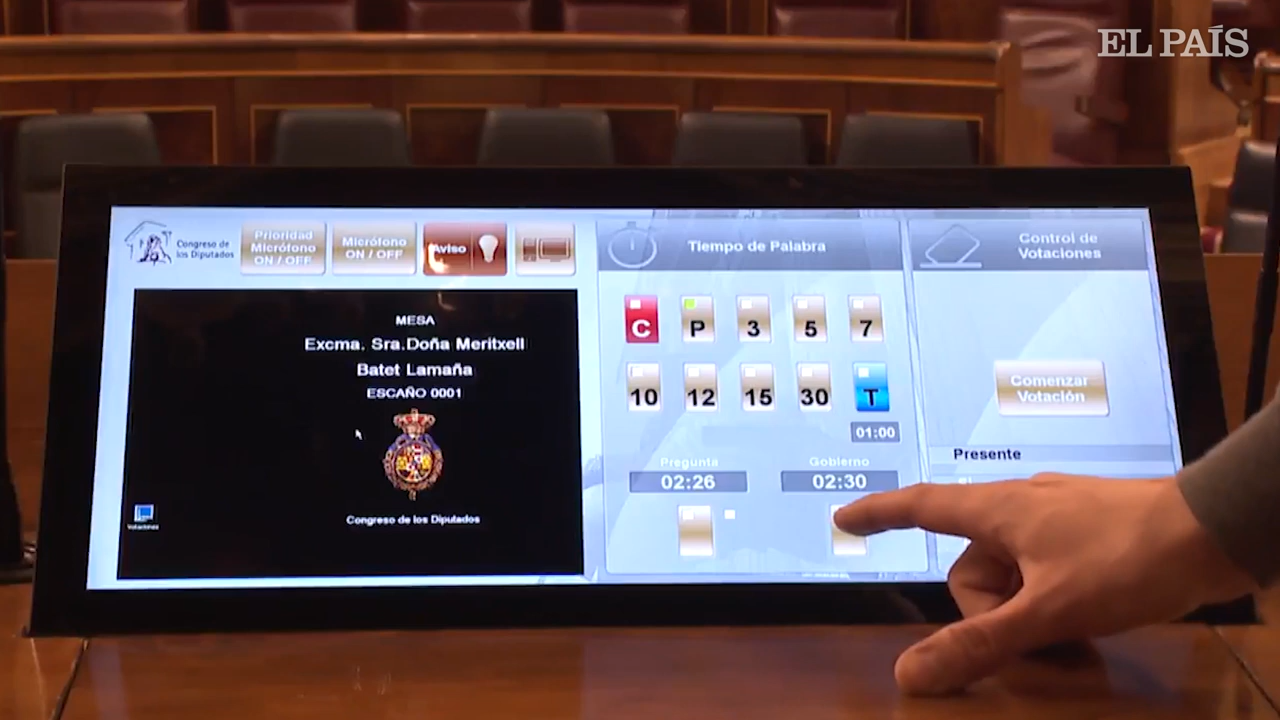 EL PAÍS
Congreso de
los Diputados
Prioridad
Micrófono
ON / OFF
Micrófono
ON / OFF
Aviso
Tiempo de Palabra
Control de
Votaciones
MESA
Excma. Sra.Doña Meritxell
Batet Lamaña
ESCAÑO 0001
Congreso de los Diputados
Votaciones
C P 3 5 7
10 12 15 30 T
01:00
Pregunta Gobierno
02:26 02:30
Comenzar
Votación
Presente